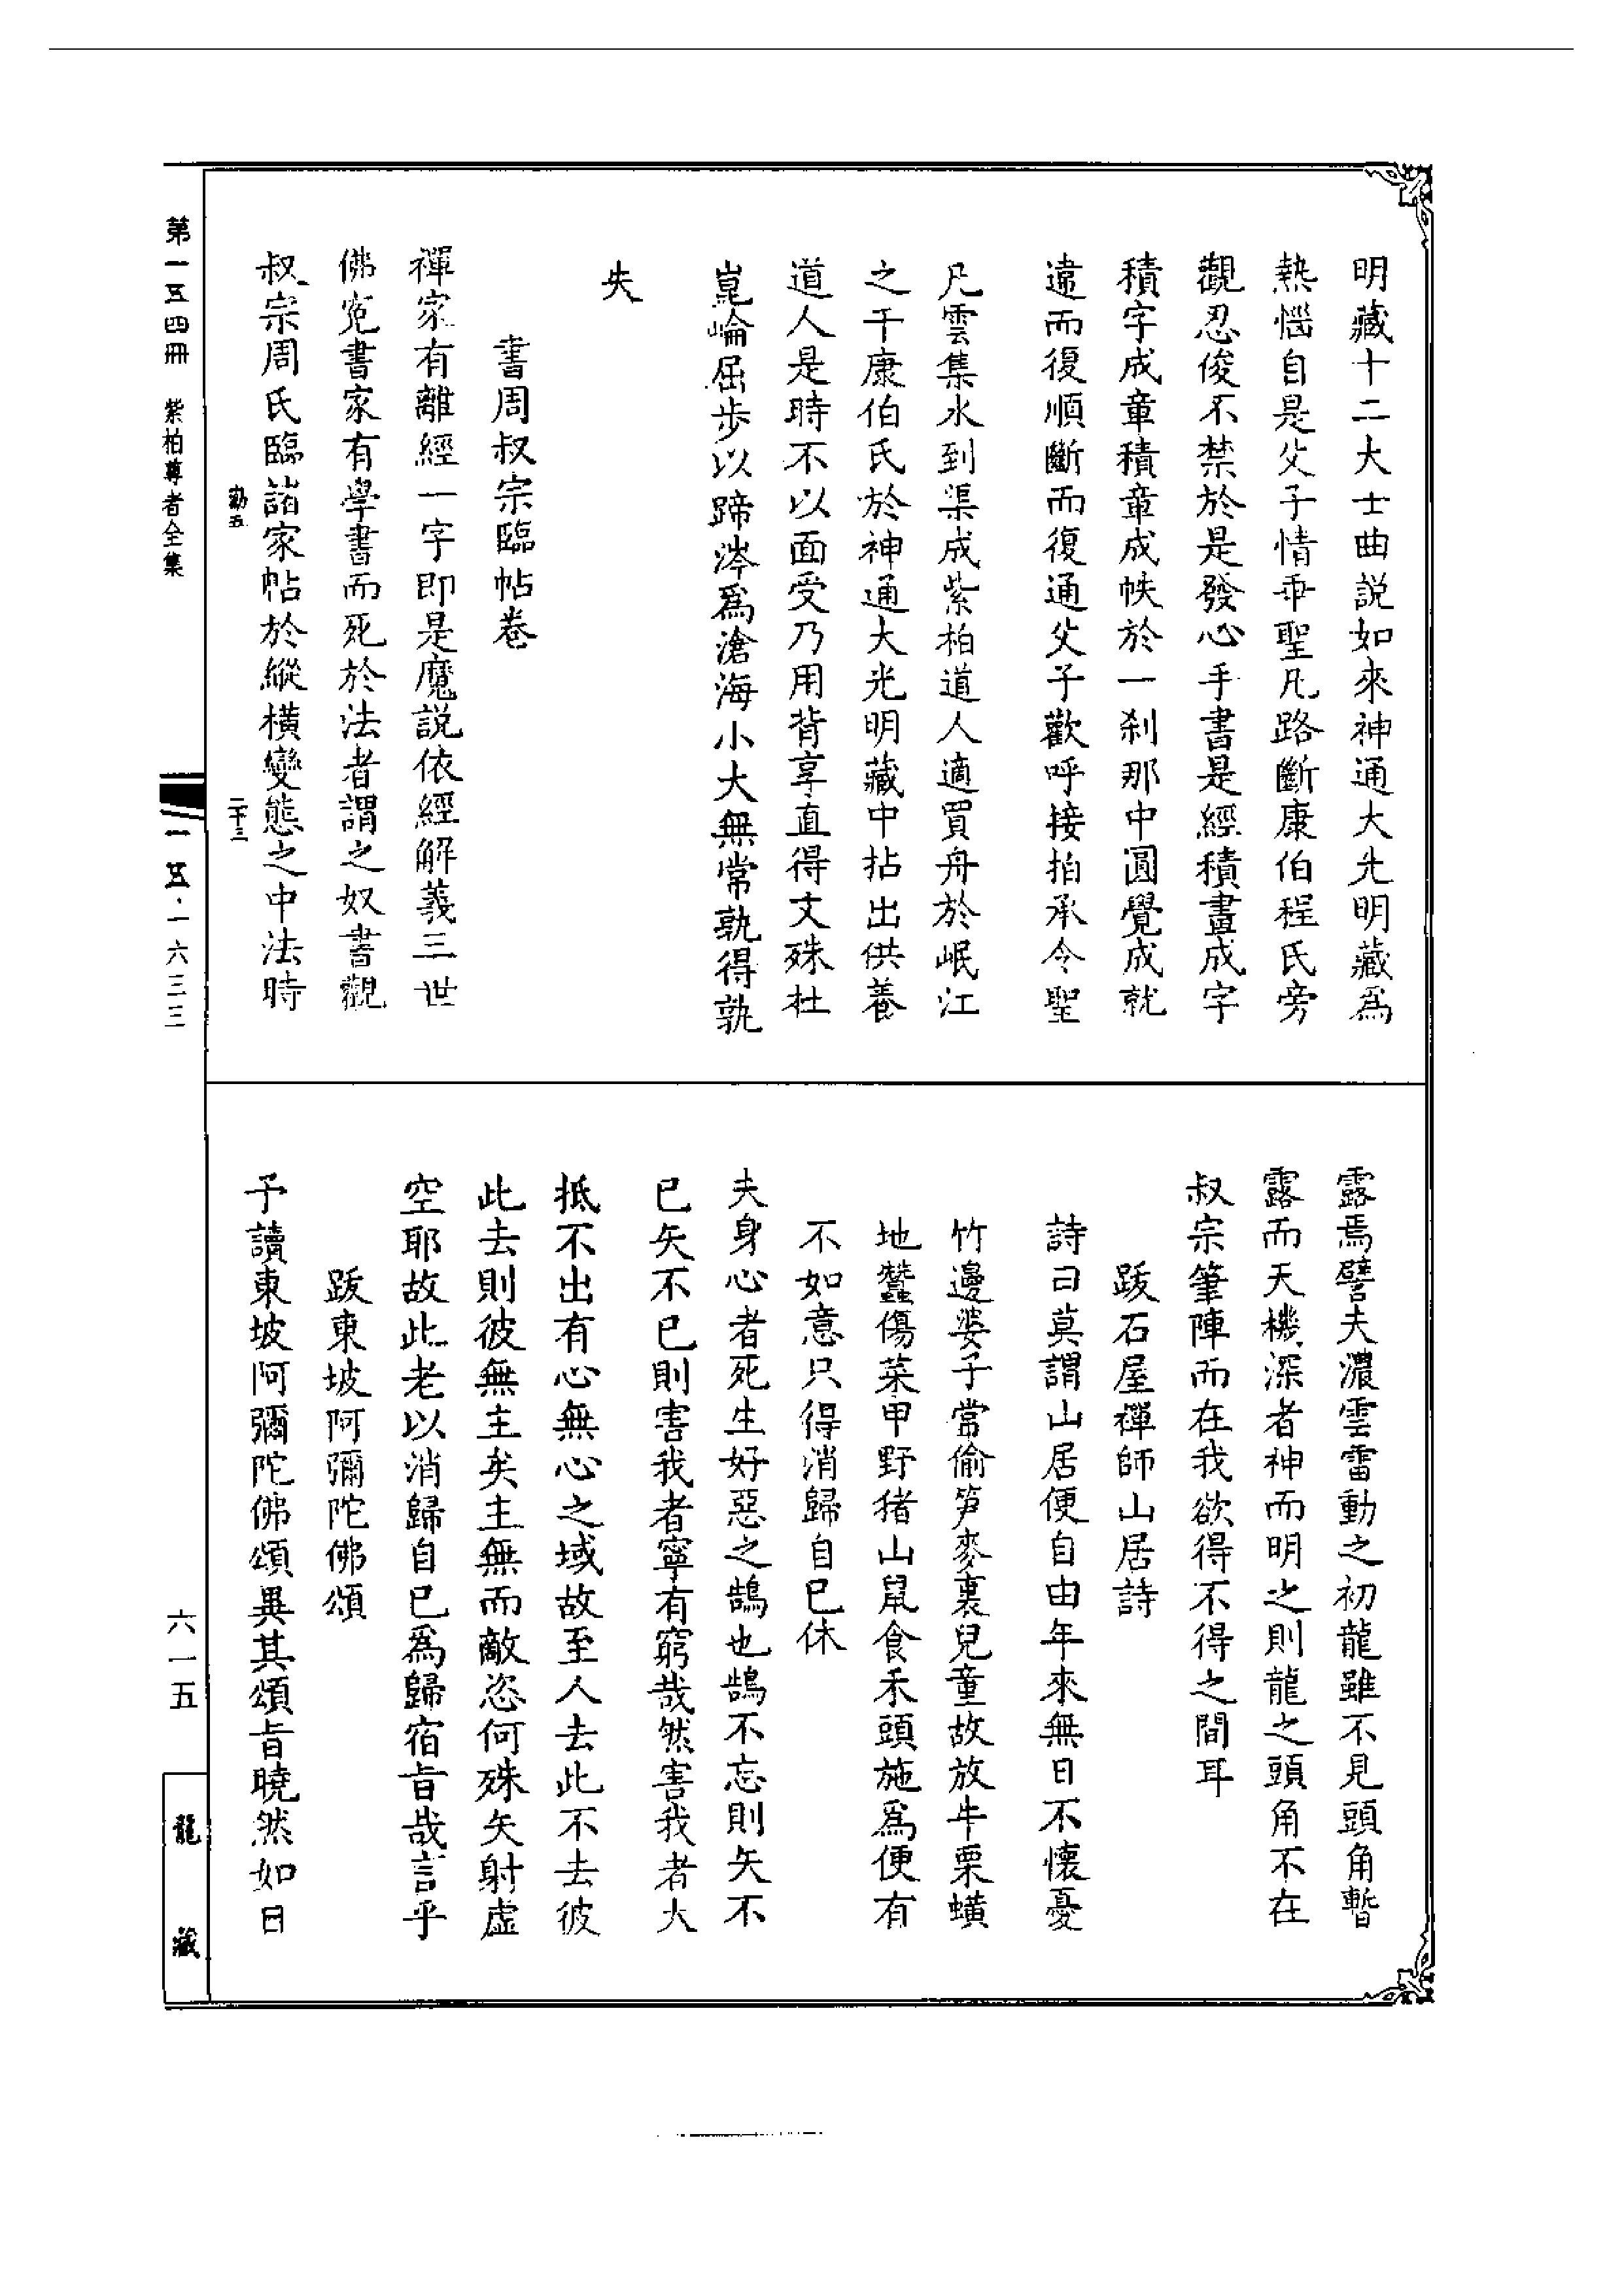 明藏十二大士曲説如來神通大光明藏爲
熱惱自是父子情乖聖凡路斷康伯程氏旁
觀忍俊不禁於是發心手書是經積畫成字
積字成章積章成帙於一刹那中圓覺成就
違而復順斷而復通父子歡呼接拍承令聖
凡雲集水到渠成紫柏道人適買舟於岷江
之干康伯氏於神通大光明藏中拈出供養
道人是時不以面受乃用背享直得文殊杜
崑崙屈步以蹄涔爲滄海小大無常孰得孰
失
書周叔宗臨帖卷
禪家有離經一字即是魔説依經解義三世
佛寃書家有學書而死於法者謂之奴書觀
叔宗周氏臨諸家帖於縱橫變態之中法時
露焉譬夫濃雲雷動之初龍雖不見頭角暫
露而天機深者神而明之則龍之頭角不在
叔宗筆陣而在我欲得不得之間耳
跋石屋禪師山居詩
詩曰莫謂山居便自由年來無日不懷憂
竹邊婆子常偷笋麥裏兒童故放牛栗蟥
地蠶傷菜甲野猪山鼠食禾頭施爲便有
不如意只得消歸自已休
夫身心者死生好惡之鵠也鵠不忘則矢不
已矢不已則害我者寧有窮哉然害我者大
抵不出有心無心之域故至人去此不去彼
此去則彼無主矣主無而敵恣何殊矢射虛
空耶故此老以消歸自已爲歸宿旨哉言乎
跋東坡阿彌陀佛頌
予讀東坡阿彌陀佛頌異其頌旨曉然如日
勤五
二十三
第一五四冊 紫柏尊者全集
一五·一六三三
六一五
龍藏